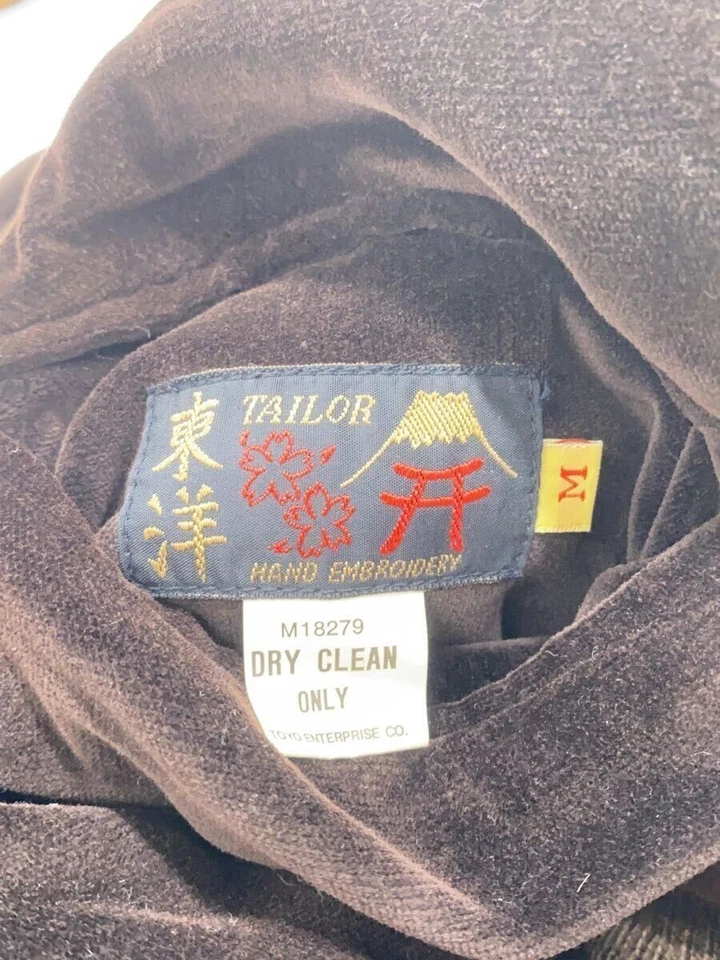 東洋
TAILOR
HAND EMBROIDERY
M
M18279
DRY CLEAN
ONLY
TOYO ENTERPRISE CO.